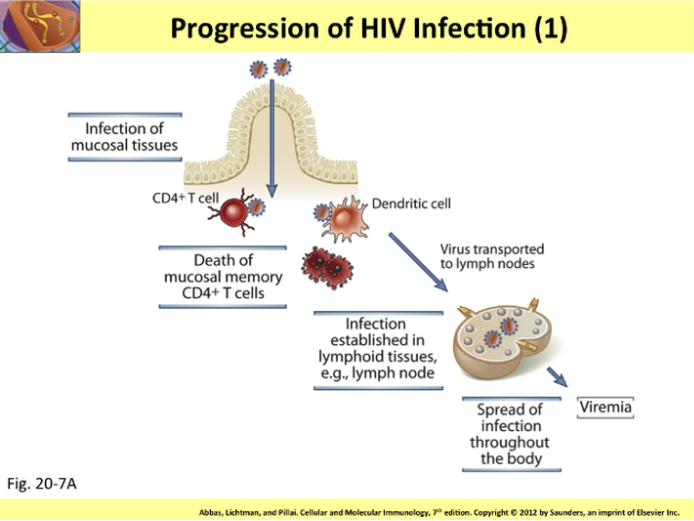 Progression of HIV Infection (1)
Infection of
mucosal tissues
CD4+ T cell
Dendritic cell
Death of
mucosal memory
CD4+ T cells
Virus transported
to lymph nodes
Infection
established in
lymphoid tissues,
e.g., lymph node
Spread of
infection
throughout
the body
Viremia
Fig. 20-7A
Abbas, Lichtman, and Pillai. Cellular and Molecular Immunology, 7th edition. Copyright © 2012 by Saunders, an imprint of Elsevier Inc.